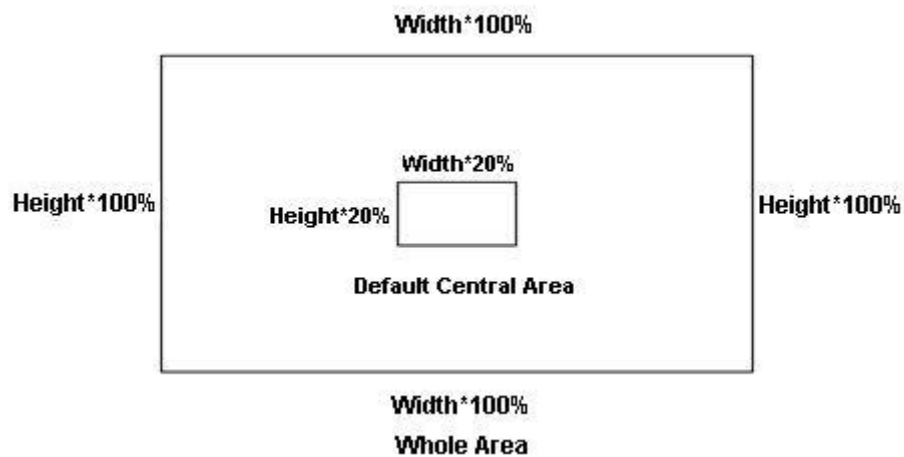 Width*100%
Width*20%
Height*100%
Height*20%
Height*100%
Default Central Area
Width*100%
Whole Area